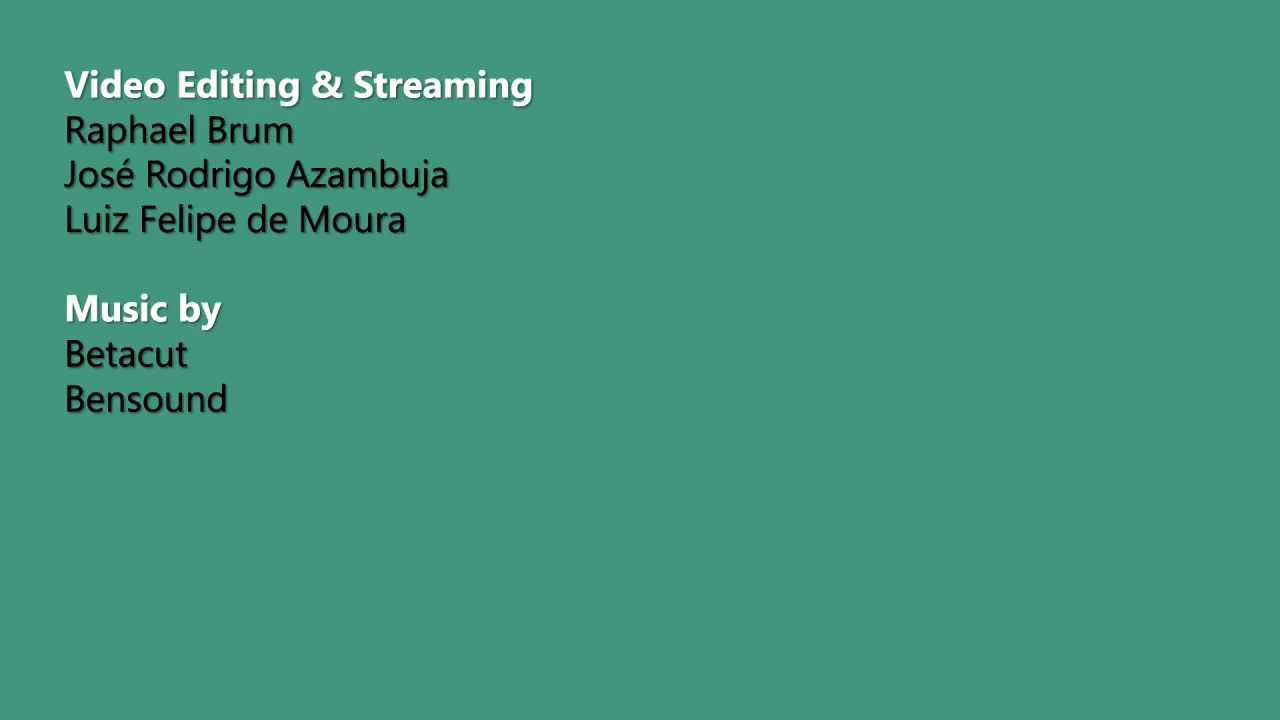 Video Editing & Streaming
Raphael Brum
José Rodrigo Azambuja
Luiz Felipe de Moura
Music by
Betacut
Bensound